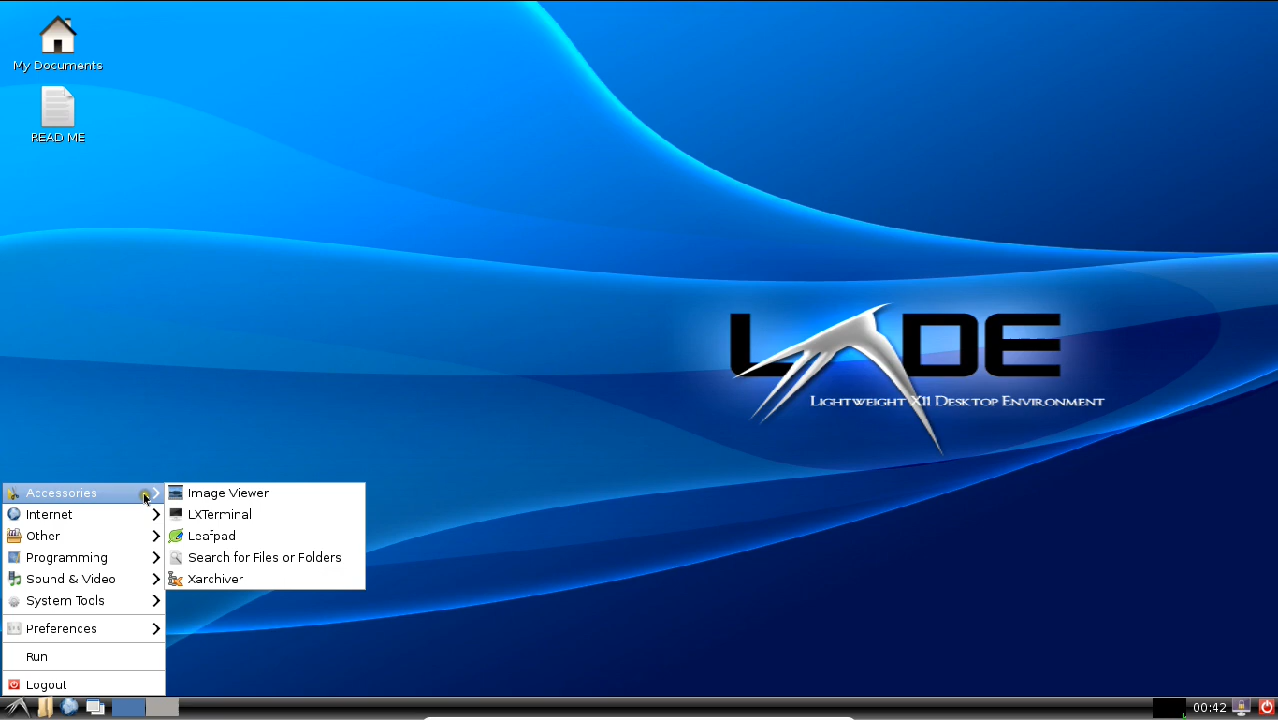 My Documents
READ ME
LXDE
LIGHTWEIGHT X11 DESKTOP ENVIRONMENT
Accessories
Internet
Other
Programming
Sound & Video
System Tools
Preferences
Run
Logout
Image Viewer
LXTerminal
Leafpad
Search for Files or Folders
Xarchiver
00:42